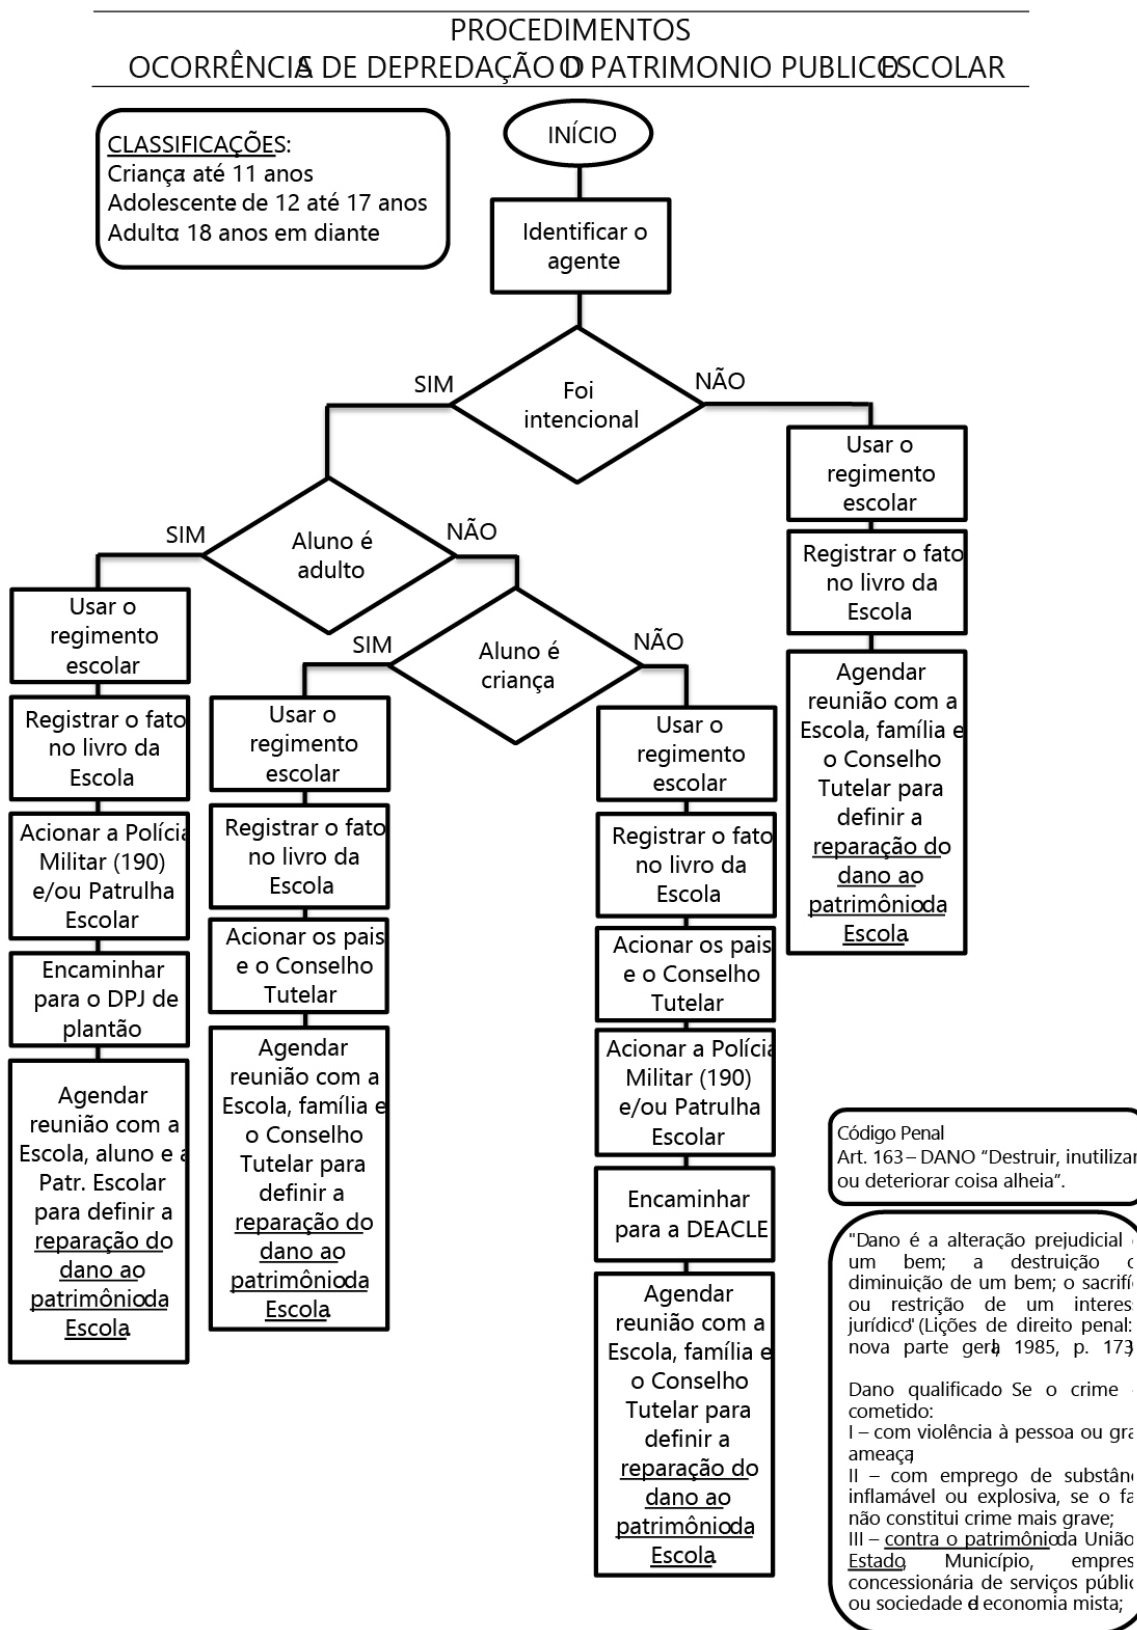 PROCEDIMENTOS
OCORRÊNCIAS DE DEPREDAÇÃO DO PATRIMONIO PUBLICO ESCOLAR
CLASSIFICAÇÕES:
Criança: até 11 anos
Adolescente: de 12 até 17 anos
Adulto: 18 anos em diante
INÍCIO
Identificar o
agente
Foi
intencional
SIM
NÃO
Usar o
regimento
escolar
Registrar o fato
no livro da
Escola
Agendar
reunião com a
Escola, família e
o Conselho
Tutelar para
definir a
reparação do
dano ao
patrimônio da
Escola.
Aluno é
adulto
SIM
NÃO
Usar o
regimento
escolar
Registrar o fato
no livro da
Escola
Acionar a Polícia
Militar (190)
e/ou Patrulha
Escolar
Encaminhar
para o DPJ de
plantão
Agendar
reunião com a
Escola, aluno e a
Patr. Escolar
para definir a
reparação do
dano ao
patrimônio da
Escola.
Aluno é
criança
SIM
NÃO
Usar o
regimento
escolar
Registrar o fato
no livro da
Escola
Acionar os pais
e o Conselho
Tutelar
Agendar
reunião com a
Escola, família e
o Conselho
Tutelar para
definir a
reparação do
dano ao
patrimônio da
Escola.
Usar o
regimento
escolar
Registrar o fato
no livro da
Escola
Acionar os pais
e o Conselho
Tutelar
Acionar a Polícia
Militar (190)
e/ou Patrulha
Escolar
Encaminhar
para a DEACLE
Agendar
reunião com a
Escola, família e
o Conselho
Tutelar para
definir a
reparação do
dano ao
patrimônio da
Escola.
Código Penal
Art. 163 – DANO “Destruir, inutilizar
ou deteriorar coisa alheia”.
"Dano é a alteração prejudicial
um bem; a destruição
diminuição de um bem; o
ou restrição de um
jurídico" (Lições de direito penal:
nova parte geral, 1985, p. 173
Dano qualificado: Se o crime
cometido:
I – com violência à pessoa ou
ameaça;
II – com emprego de
inflamável ou explosiva, se o
não constitui crime mais grave;
III – contra o patrimônio da União
Estado, Município,
concessionária de serviços
ou sociedade de economia mista;